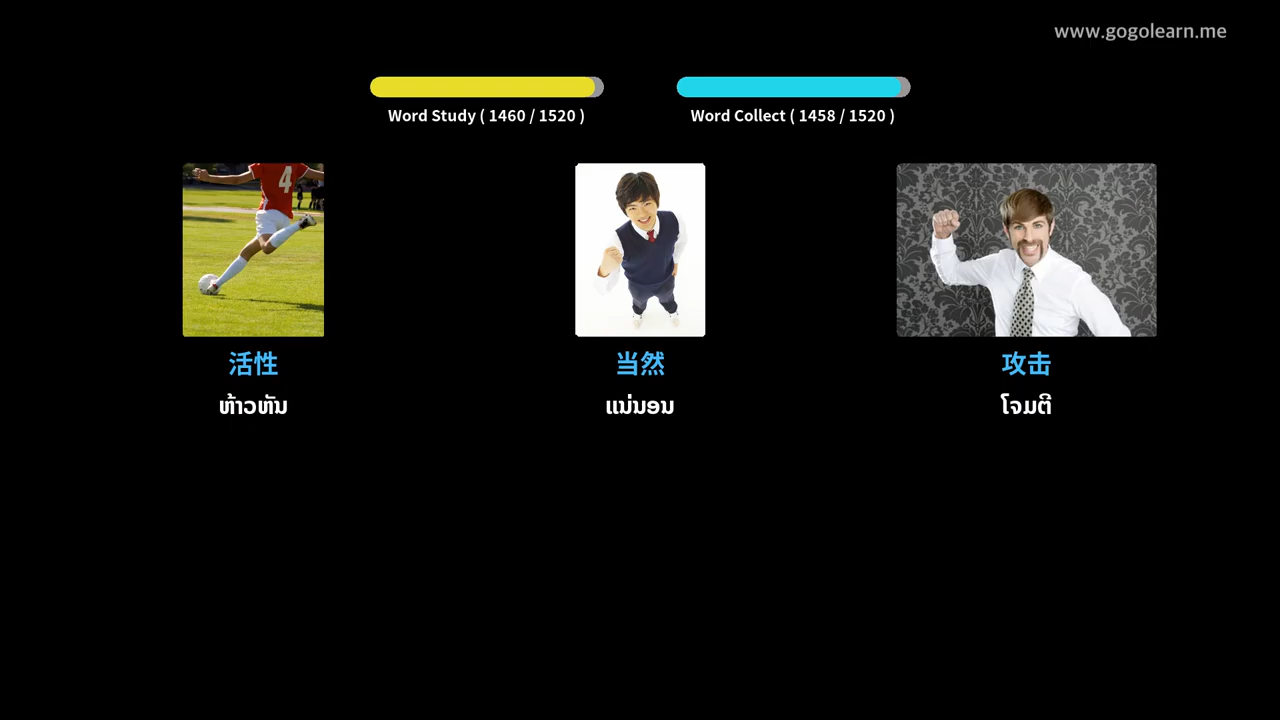 www.gogolearn.me
Word Study ( 1460 / 1520 )
Word Collect ( 1458 / 1520 )
4
活性
当然
攻击
ຫ້າວຫັນ
ແນ່ນອນ
ໂຈມຕີ